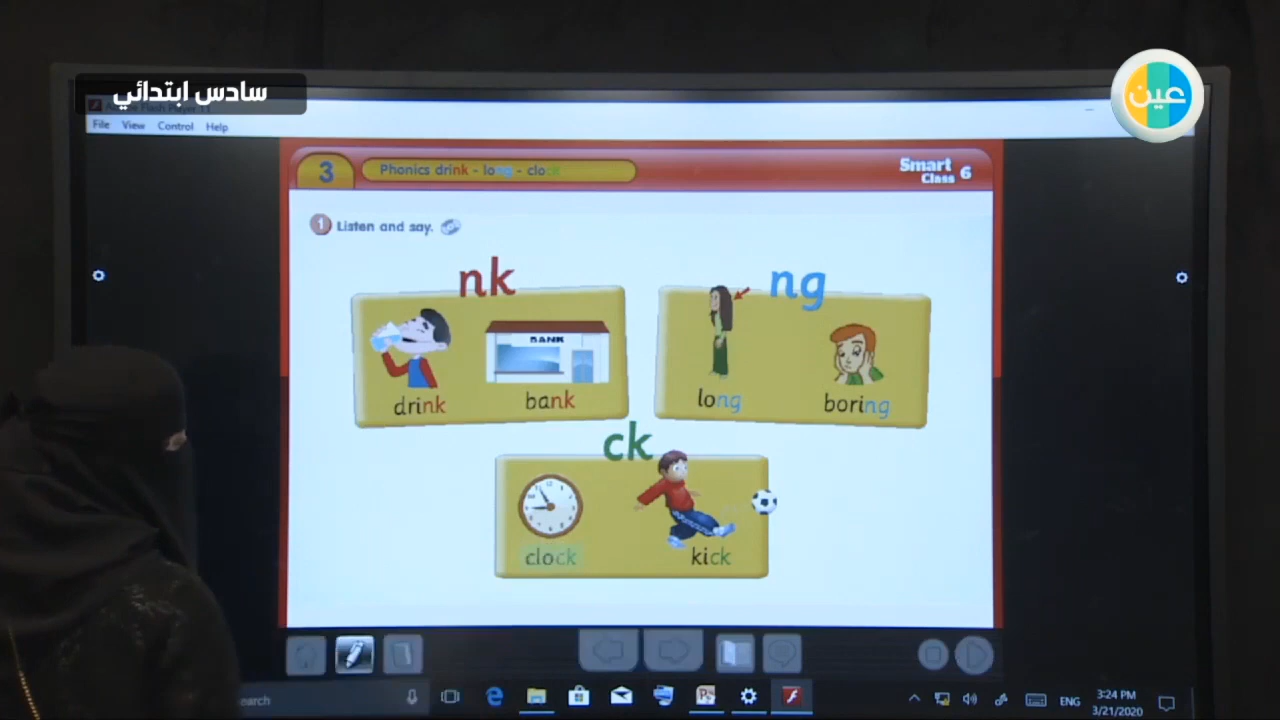 سادس ابتدائي
عين
File View Control Help
3 Phonics drink - long - clock
Smart Class 6
1 Listen and say.
nk
ng
BANK
drink bank
long boring
ck
clock kick
earch
ENG
3:24 PM
3/21/2020